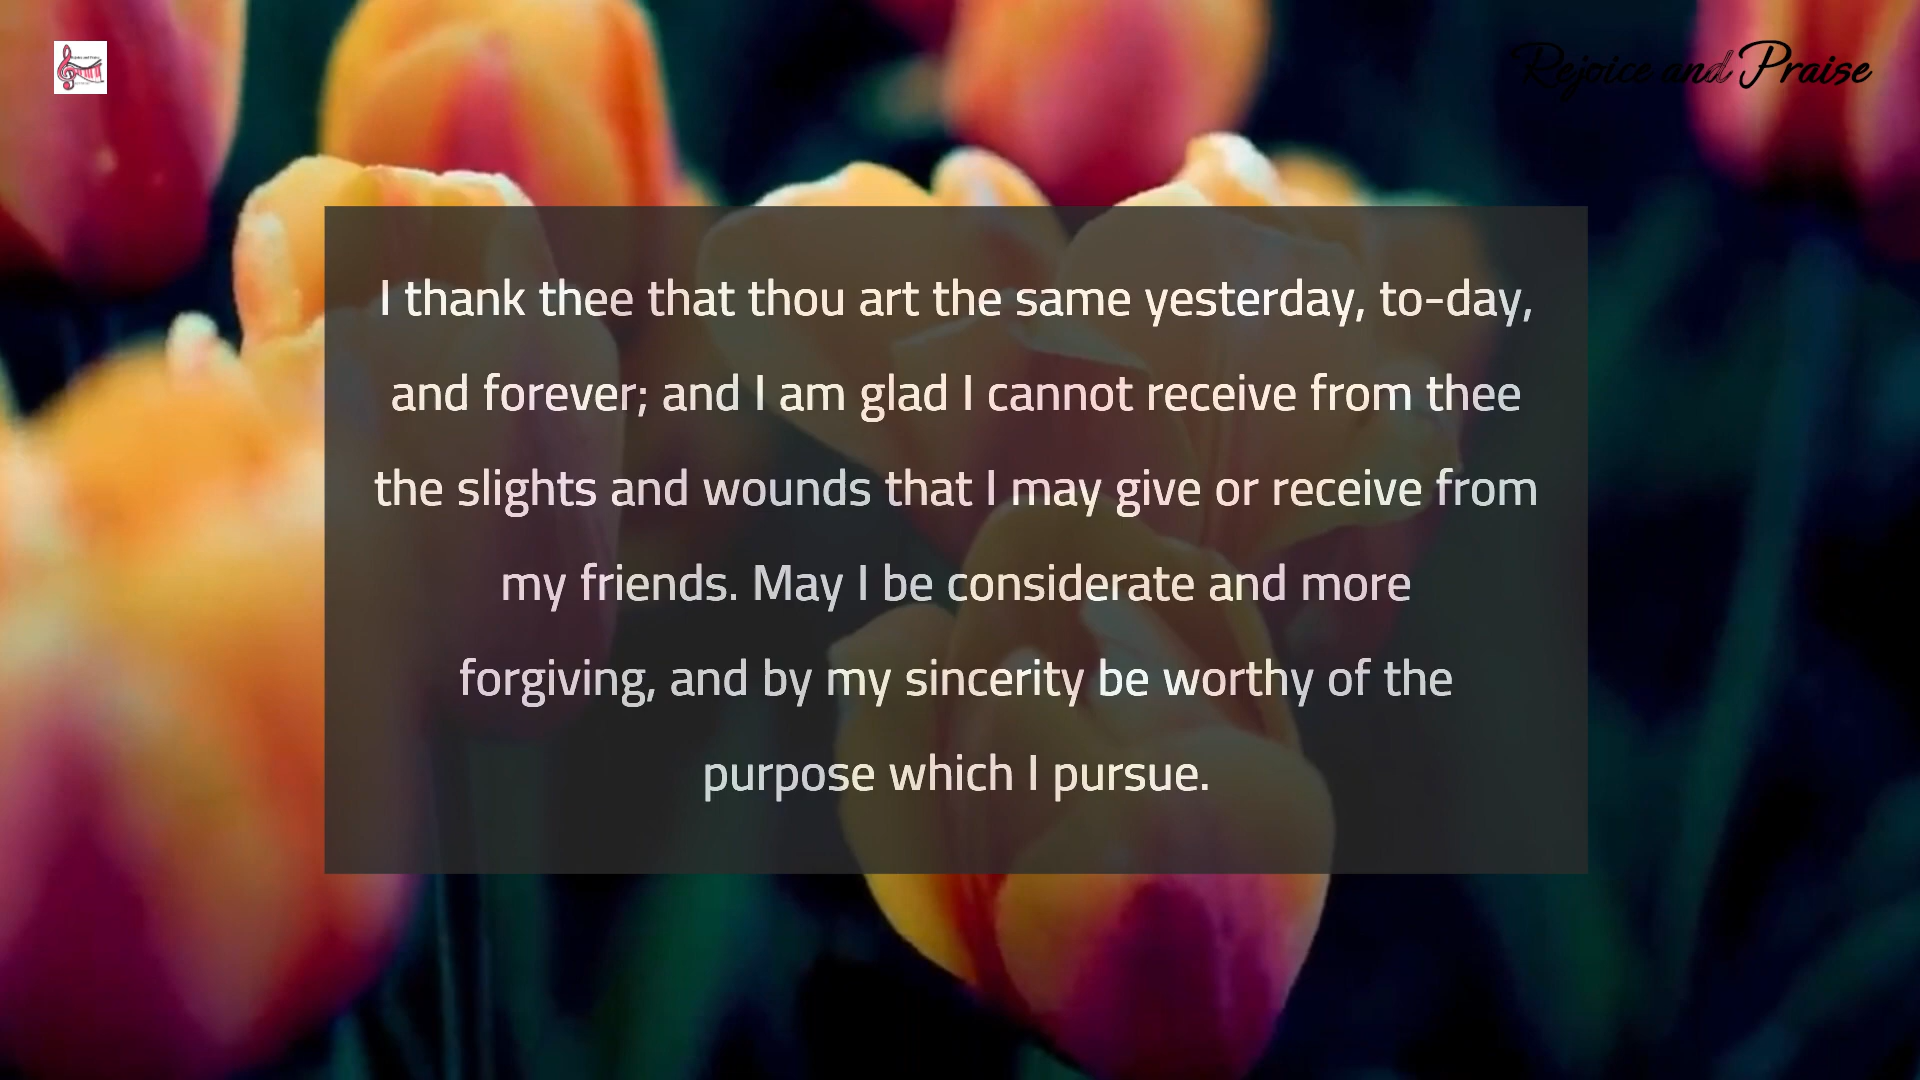 Rejoice and Praise
I thank thee that thou art the same yesterday, to-day,
and forever; and I am glad I cannot receive from thee
the slights and wounds that I may give or receive from
my friends. May I be considerate and more
forgiving, and by my sincerity be worthy of the
purpose which I pursue.